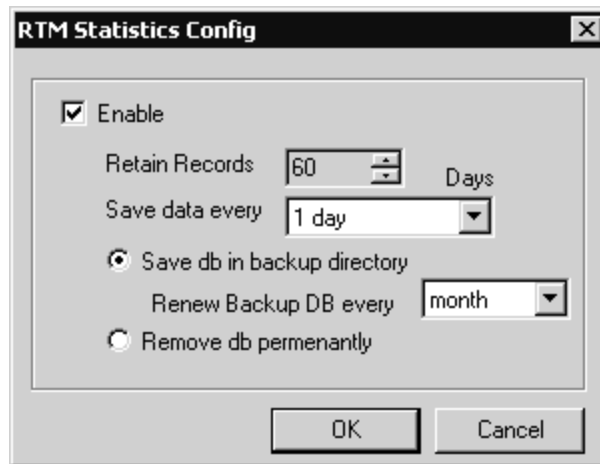 RTM Statistics Config
Enable
Retain Records 60 Days
Save data every 1 day
Save db in backup directory
Renew Backup DB every month
Remove db permenantly
OK Cancel